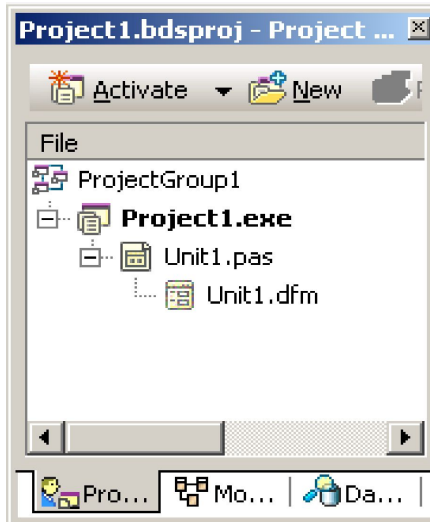 Project1.bdsproj - Project ...
Activate New
File
ProjectGroup1
Project1.exe
Unit1.pas
Unit1.dfm
Pro... Mo... Da...